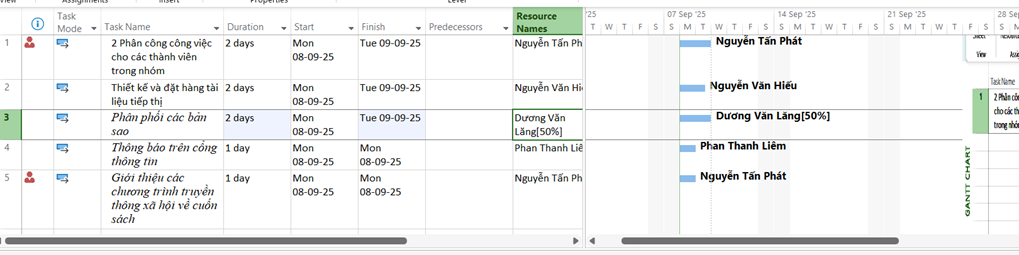 Assignments
Insert
Properties
Level
Task Mode
Task Name
Duration
Start
Finish
Predecessors
Resource Names
'25
07 Sep '25
14 Sep '25
21 Sep '25
28 Sep
T W T F S S M T W T F S S M T W T F S S M T W T F S S M T
1
2 Phân công công việc
cho các thành viên
trong nhóm
2 days
Mon
08-09-25
Tue 09-09-25
Nguyễn Tấn Ph
Nguyễn Tấn Phát
2
Thiết kế và đặt hàng tài
liệu tiếp thị
2 days
Mon
08-09-25
Tue 09-09-25
Nguyễn Văn Hi
Nguyễn Văn Hiếu
3
Phân phối các bản
sao
2 days
Mon
08-09-25
Tue 09-09-25
Dương Văn
Lăng[50%]
Dương Văn Lăng[50%]
4
Thông báo trên cổng
thông tin
1 day
Mon
08-09-25
Mon
08-09-25
Phan Thanh Liê
Phan Thanh Liêm
5
Giới thiệu các
chương trình truyền
thông xã hội về cuốn
sách
1 day
Mon
08-09-25
Mon
08-09-25
Nguyễn Tấn Ph
Nguyễn Tấn Phát
View
Task Name
1
2 Phân cô
cho các th
trong nhó
GANTT CHART